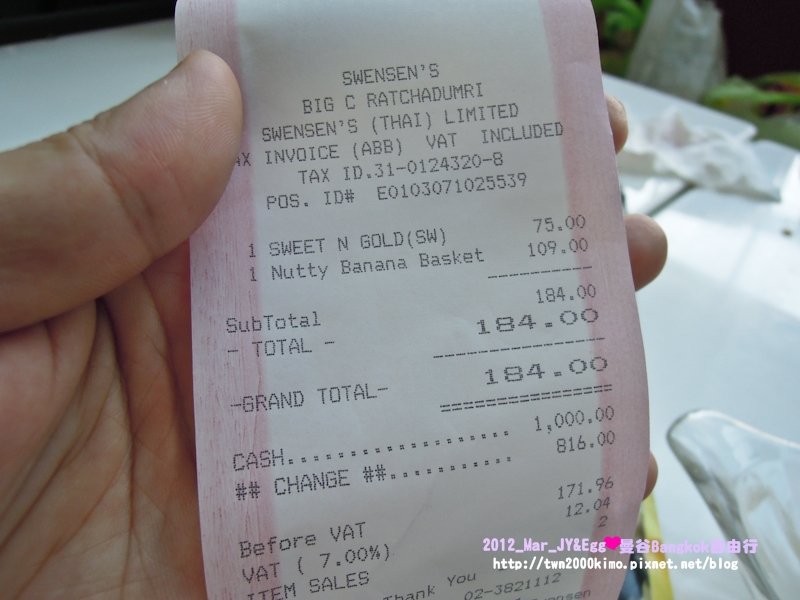 SWENSEN'S
BIG C RATCHADUMRI
SWENSEN'S (THAI) LIMITED
AX INVOICE (ABB) VAT INCLUDED
TAX ID.31-0124320-8
POS. ID# E0103071025539
1 SWEET N GOLD(SW) 75.00
1 Nutty Banana Basket 109.00
SubTotal 184.00
- TOTAL - 184.00
-GRAND TOTAL- 184.00
CASH.................. 1,000.00
## CHANGE ##........... 816.00
Before VAT 171.96
VAT ( 7.00%) 12.04
ITEM SALES 2
Thank You
02-3821112
2012_Mar_JY&Egg❤曼谷Bangkok自由行
http://twn2000kimo.pixnet.net/blog